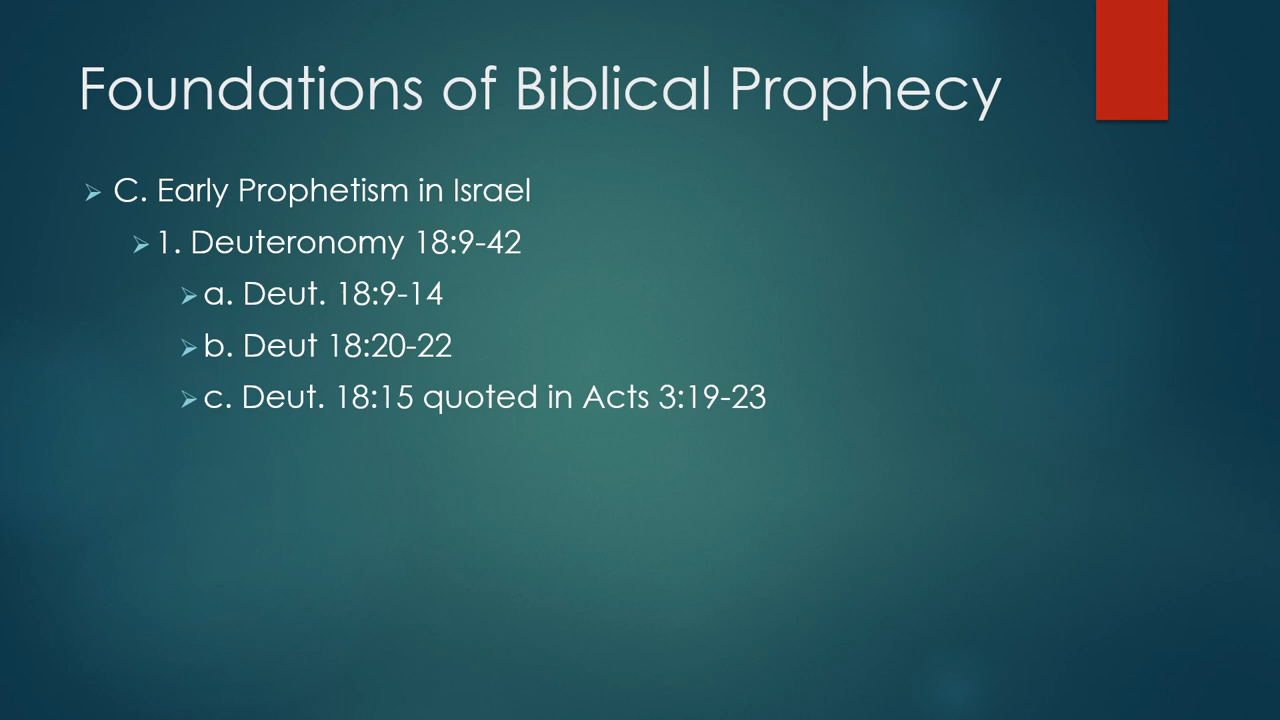 Foundations of Biblical Prophecy
C. Early Prophetism in Israel
1. Deuteronomy 18:9-42
a. Deut. 18:9-14
b. Deut 18:20-22
c. Deut. 18:15 quoted in Acts 3:19-23